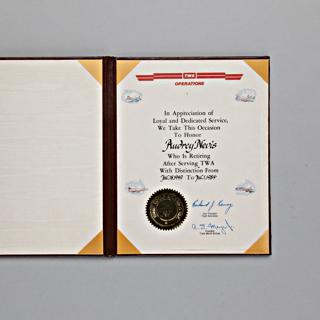 TWA
OPERATIONS
In Appreciation of
Loyal and Dedicated Service,
We Take This Occasion
To Honor
Audrey Nevis
Who Is Retiring
After Serving TWA
With Distinction From
To